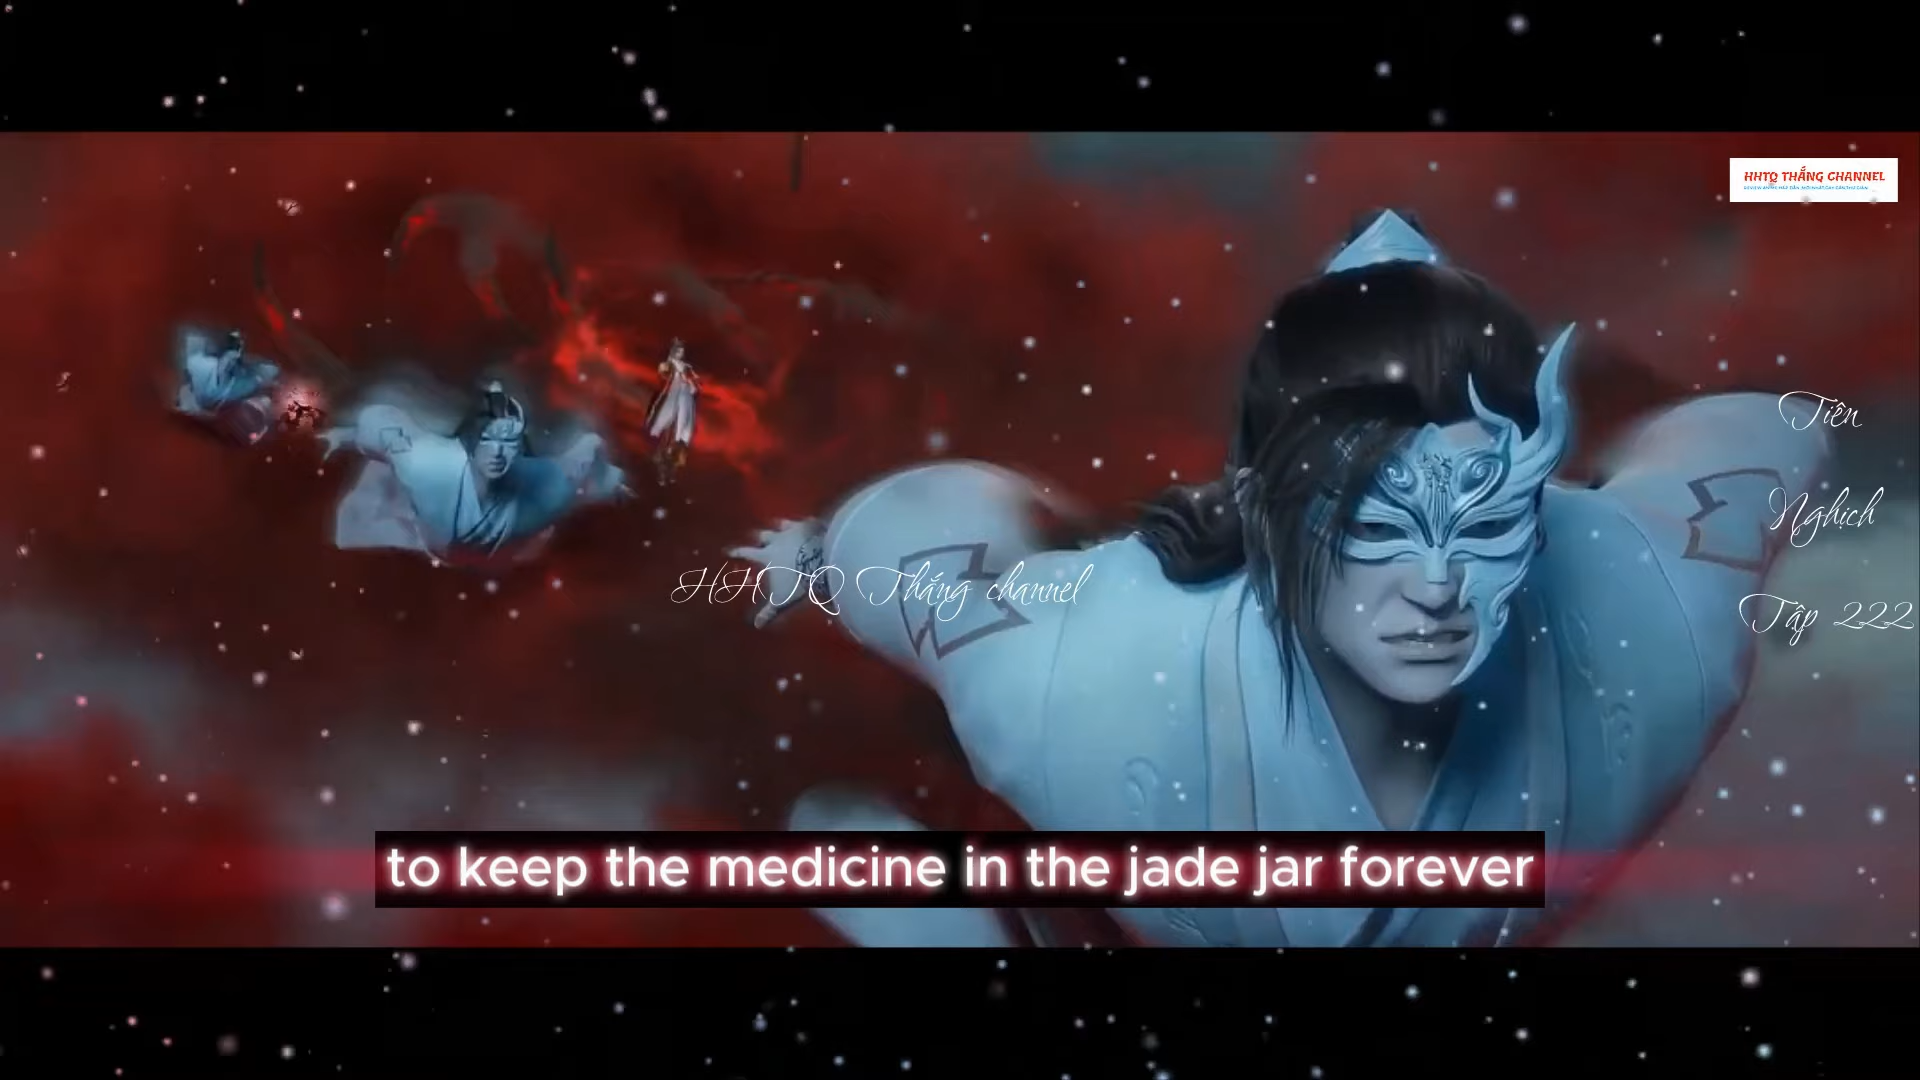 HHTQ THẮNG CHANNEL
Tiên
Nghịch
HHTQ Thắng channel
Tập 222
to keep the medicine in the jade jar forever